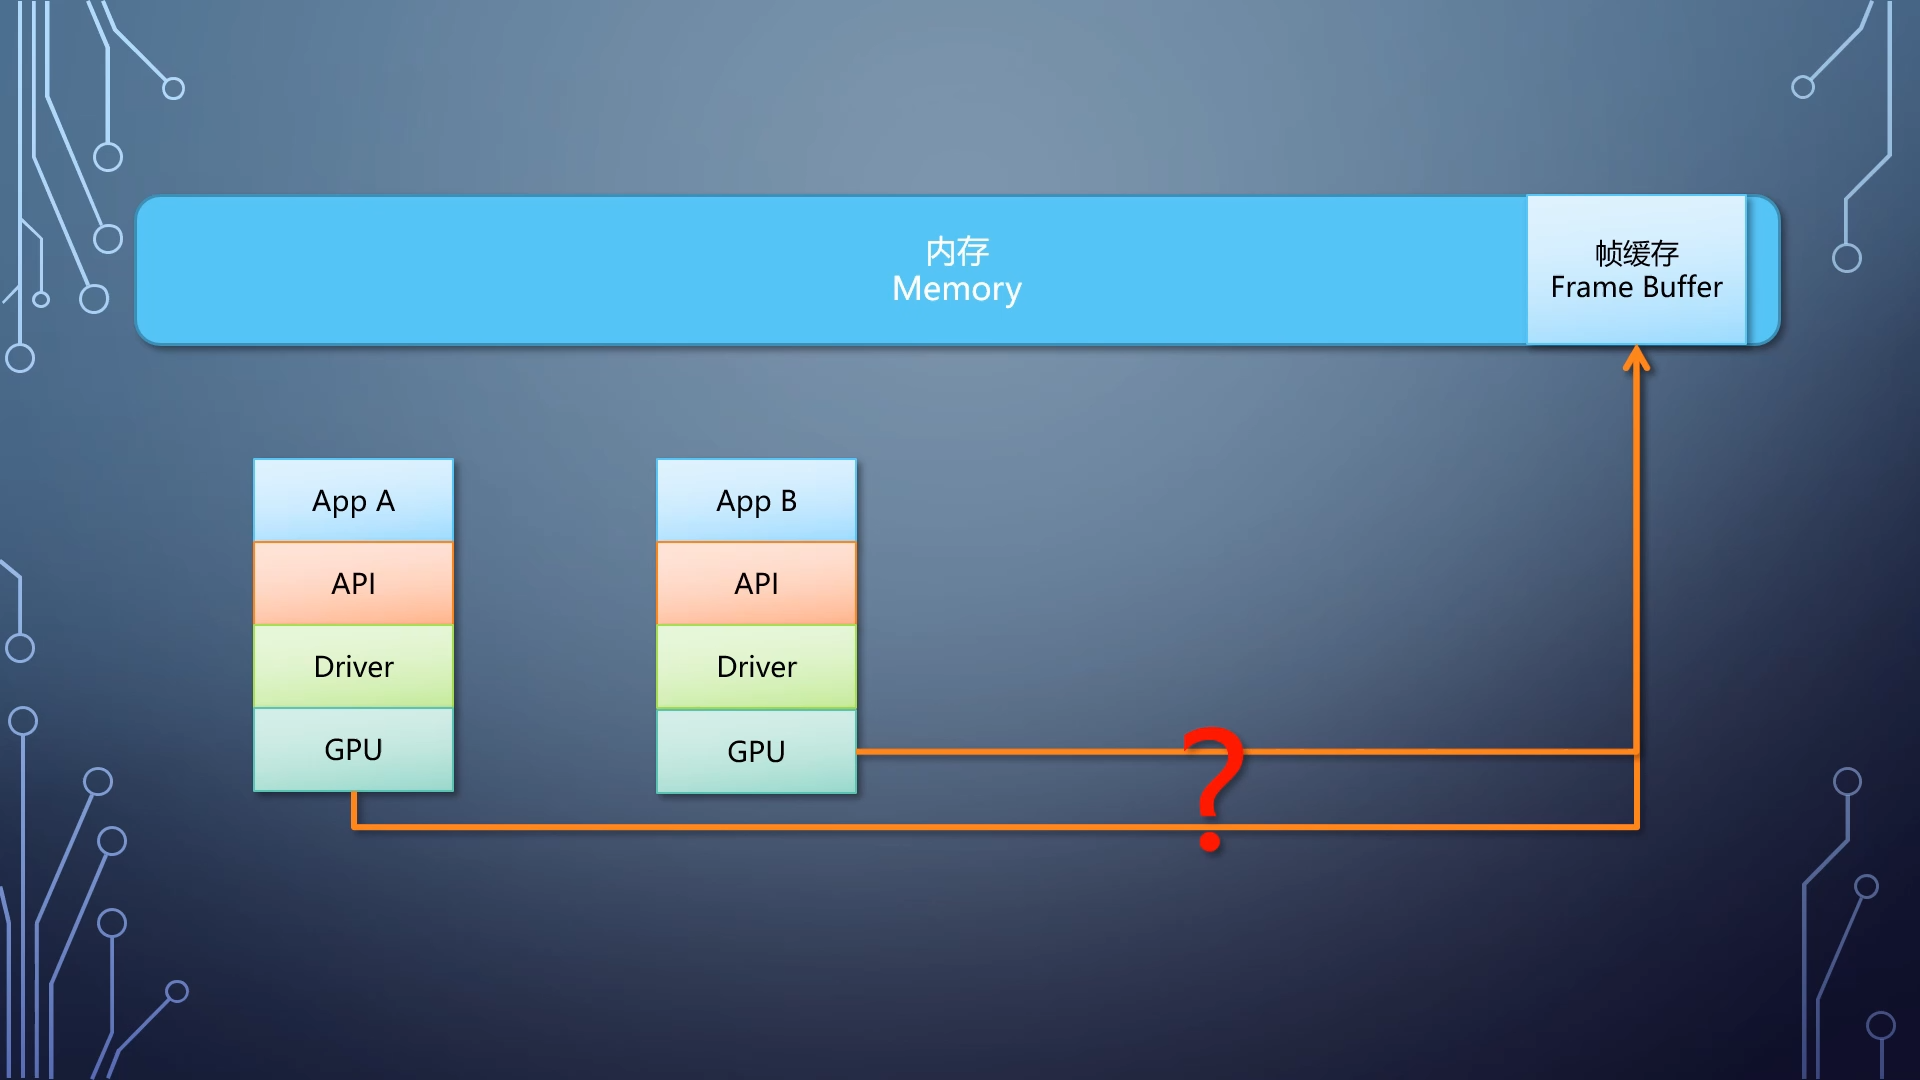 内存
Memory
帧缓存
Frame Buffer
App A
API
Driver
GPU
App B
API
Driver
GPU
?